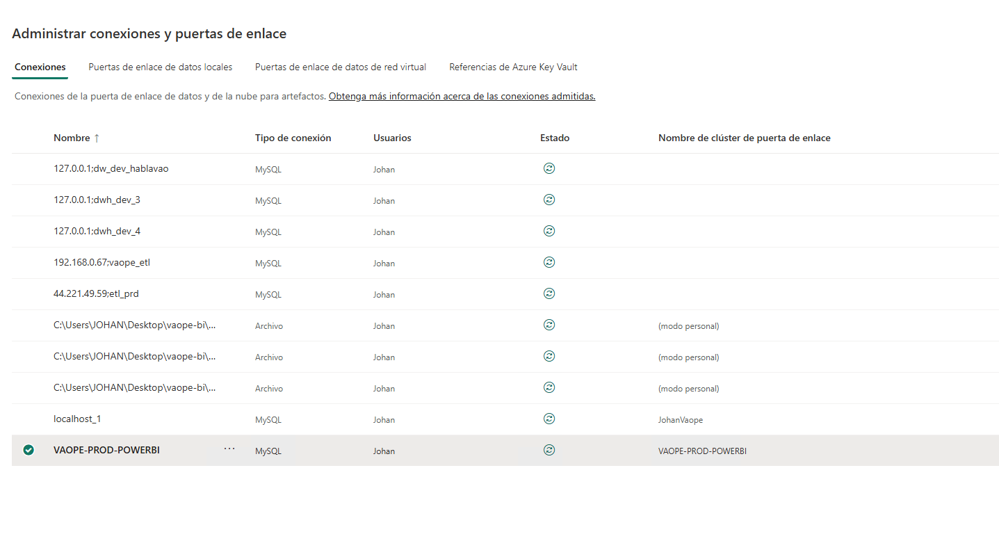 Administrar conexiones y puertas de enlace
Conexiones Puertas de enlace de datos locales Puertas de enlace de datos de red virtual Referencias de Azure Key Vault
Conexiones de la puerta de enlace de datos y de la nube para artefactos. Obtenga más información acerca de las conexiones admitidas.
Nombre ↑ Tipo de conexión Usuarios Estado Nombre de clúster de puerta de enlace
127.0.0.1;dw_dev_hablavao MySQL Johan
127.0.0.1;dwh_dev_3 MySQL Johan
127.0.0.1;dwh_dev_4 MySQL Johan
192.168.0.67;vaope_etl MySQL Johan
44.221.49.59;etl_prd MySQL Johan
C:\Users\JOHAN\Desktop\vaope-bi\... Archivo Johan (modo personal)
C:\Users\JOHAN\Desktop\vaope-bi\... Archivo Johan (modo personal)
C:\Users\JOHAN\Desktop\vaope-bi\... Archivo Johan (modo personal)
localhost_1 MySQL Johan JohanVaope
VAOPE-PROD-POWERBI ... MySQL Johan VAOPE-PROD-POWERBI